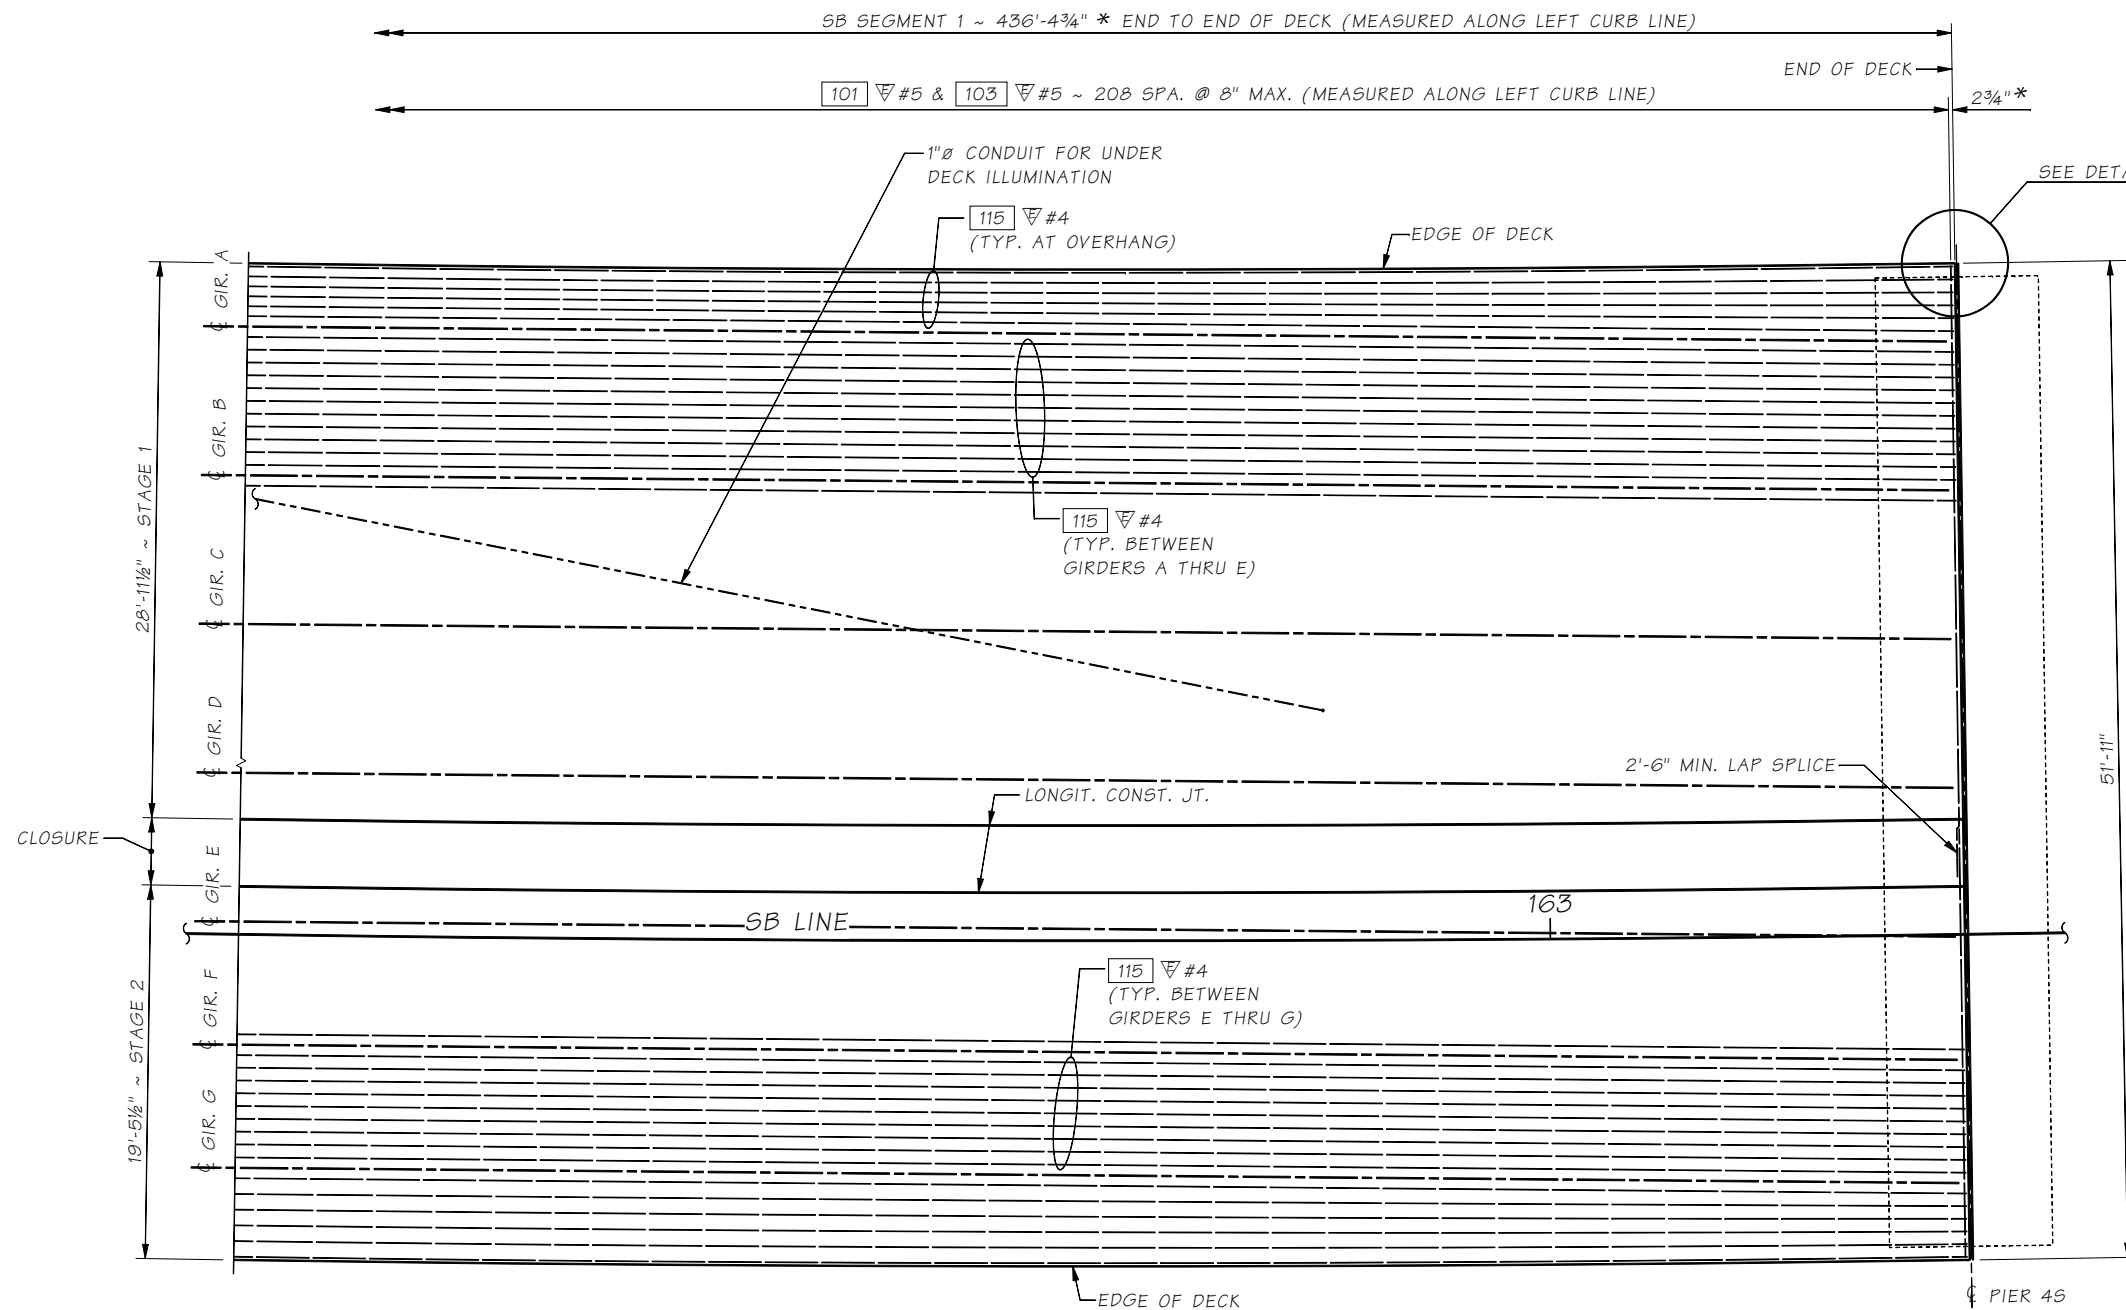 SB SEGMENT 1 ~ 436'-4¾" * END TO END OF DECK (MEASURED ALONG LEFT CURB LINE)
END OF DECK
101 E #5 & 103 E #5 ~ 208 SPA. @ 8" MAX. (MEASURED ALONG LEFT CURB LINE)
2¾" *
1"ø CONDUIT FOR UNDER
DECK ILLUMINATION
SEE DET
115 E #4
(TYP. AT OVERHANG)
EDGE OF DECK
℄ GIR. A
℄ GIR. B
28'-11½" ~ STAGE 1
115 E #4
(TYP. BETWEEN
GIRDERS A THRU E)
℄ GIR. C
℄ GIR. D
51'-11"
2'-6" MIN. LAP SPLICE
LONGIT. CONST. JT.
CLOSURE
℄ GIR. E
SB LINE
163
115 E #4
(TYP. BETWEEN
GIRDERS E THRU G)
℄ GIR. F
19'-5½" ~ STAGE 2
℄ GIR. G
EDGE OF DECK
℄ PIER 4S